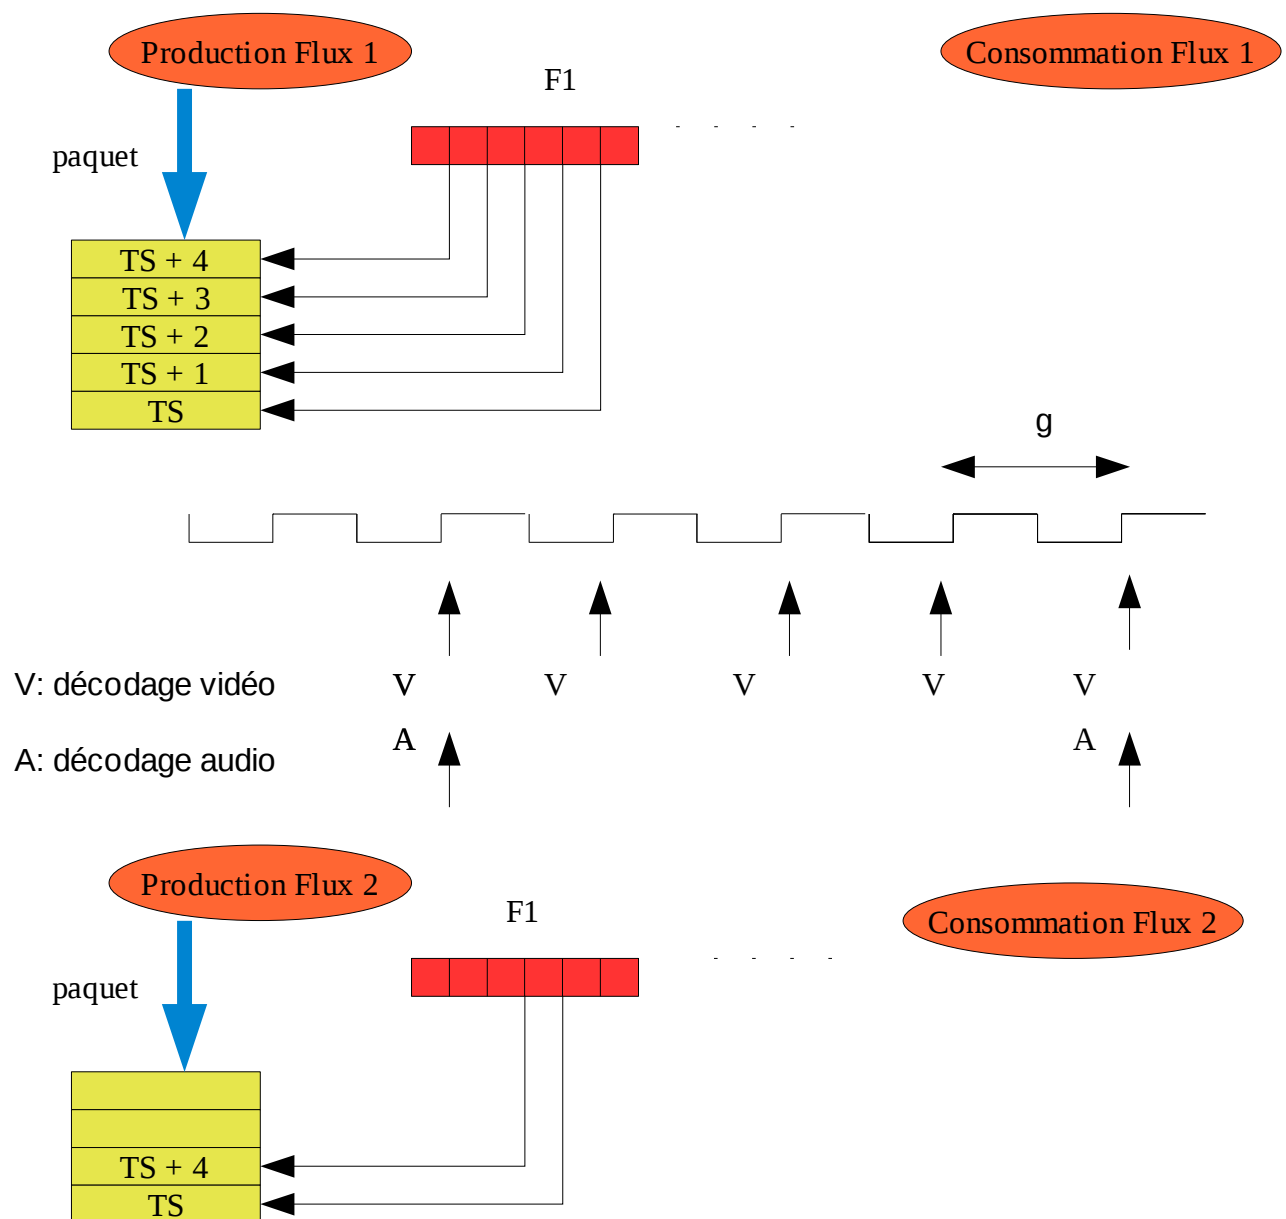 Production Flux 1
Consommation Flux 1
F1
paquet
TS + 4
TS + 3
TS + 2
TS + 1
TS
g
V: décodage vidéo
V V V V V
A: décodage audio
A A
Production Flux 2
Consommation Flux 2
F1
paquet
TS + 4
TS